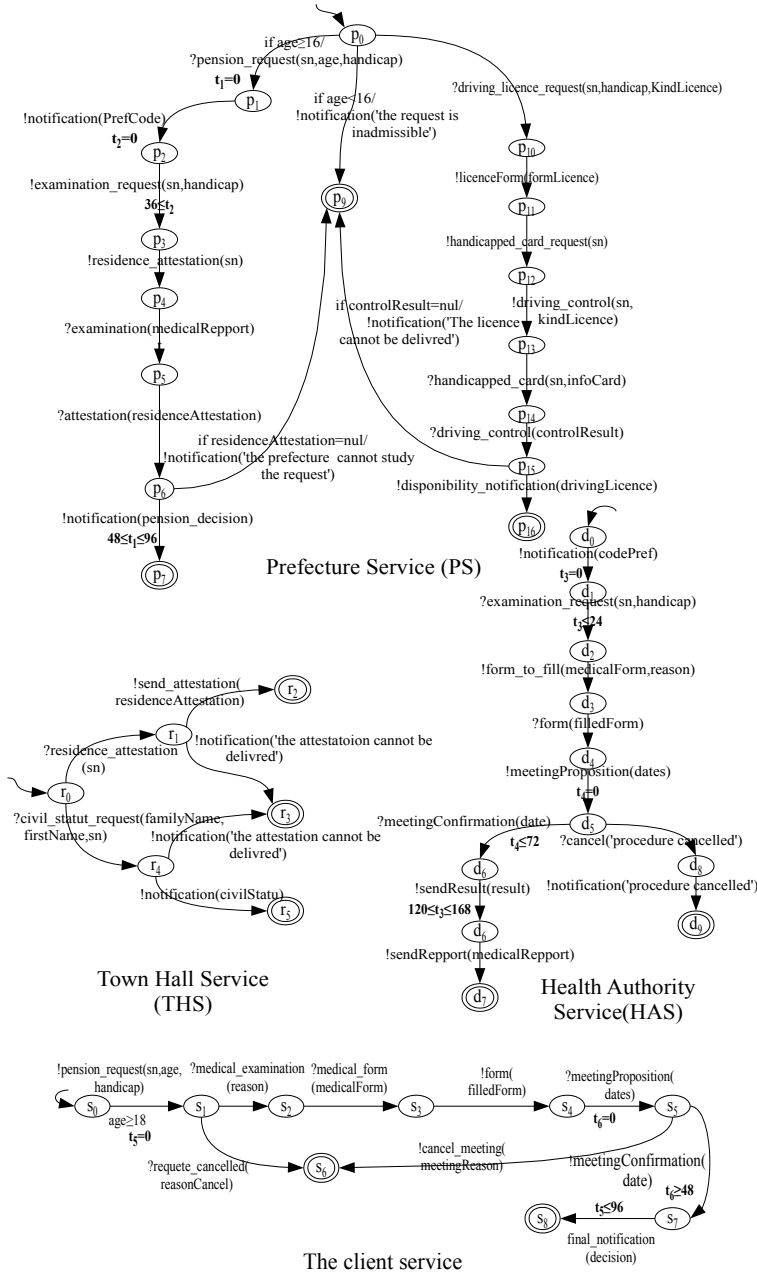 p0
if age≥16/
?pension_request(sn,age,handicap)
t1=0
p1
!notification(PrefCode)
t2=0
p2
!examination_request(sn,handicap)
36≤t2
p3
!residence_attestation(sn)
p4
?examination(medicalRepport)
p5
?attestation(residenceAttestation)
p6
!notification(pension_decision)
48≤t1≤96
p7
if age<16/
!notification('the request is
inadmissible')
p9
if residenceAttestation=nul/
!notification('the prefecture cannot study
the request')
if controlResult=nul/
!notification('The licence
cannot be delivred')
?driving_licence_request(sn,handicap,KindLicence)
p10
!licenceForm(formLicence)
p11
!handicapped_card_request(sn)
p12
!driving_control(sn,
kindLicence)
p13
?handicapped_card(sn,infoCard)
p14
?driving_control(controlResult)
p15
!disponibility_notification(drivingLicence)
p16
Prefecture Service (PS)
d0
!notification(codePref)
t3=0
d1
?examination_request(sn,handicap)
t3≤24
d2
!form_to_fill(medicalForm,reason)
d3
?form(filledForm)
d4
!meetingProposition(dates)
t4=0
d5
?meetingConfirmation(date)
t4≤72
?cancel('procedure cancelled')
d6
d8
!sendResult(result)
!notification('procedure cancelled')
120≤t3≤168
d6
d9
!sendRepport(medicalRepport)
d7
Health Authority
Service(HAS)
!send_attestation(
residenceAttestation)
r2
r1
?residence_attestation
(sn)
!notification('the attestatoion cannot be
delivred')
r0
r3
?civil_statut_request(familyName,
firstName,sn)
!notification('the attestation cannot be
delivred')
r4
!notification(civilStatu)
r5
Town Hall Service
(THS)
!pension_request(sn,age,
handicap)
?medical_examination
(reason)
?medical_form
(medicalForm)
!form(
filledForm)
?meetingProposition(
dates)
s0
s1
s2
s3
s4
s5
age≥18
t5=0
t6=0
?requete_cancelled(
reasonCancel)
s6
!cancel_meeting(
meetingReason)
!meetingConfirmation(
date)
t6≥48
s8
t5≤96
s7
final_notification
(decision)
The client service